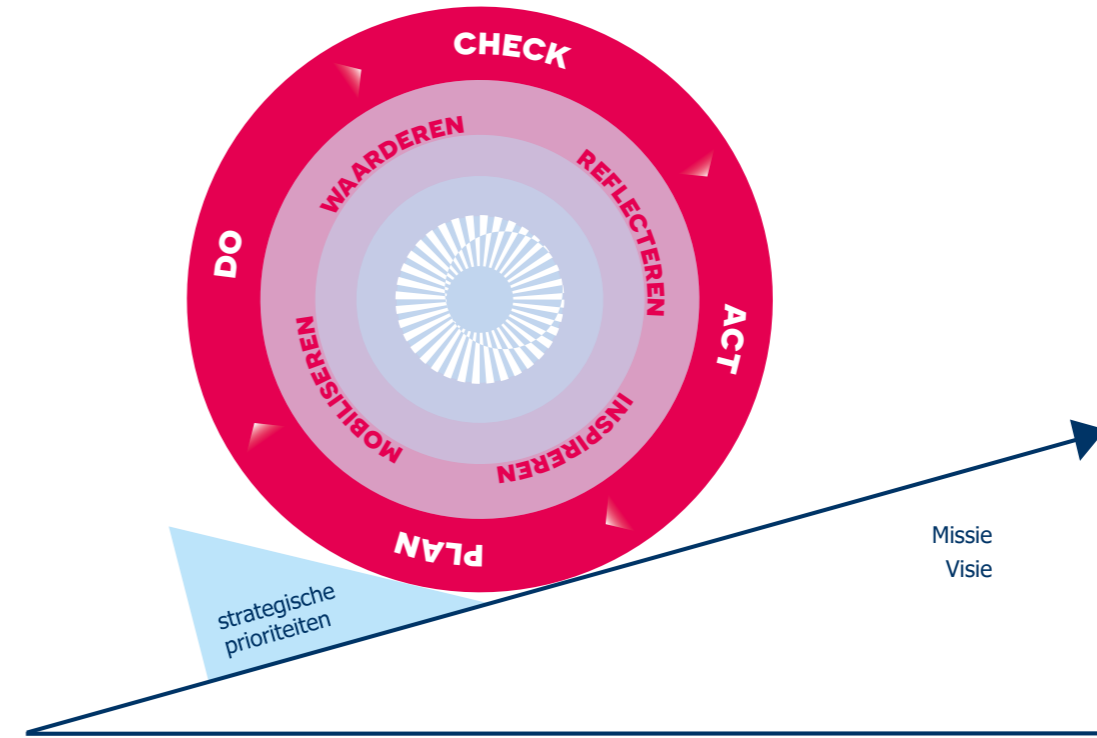 CHECK
WAARDEREN
REFLECTEREN
DO
ACT
MOBILISEREN
INSPIREREN
PLAN
Missie
Visie
strategische
prioriteiten